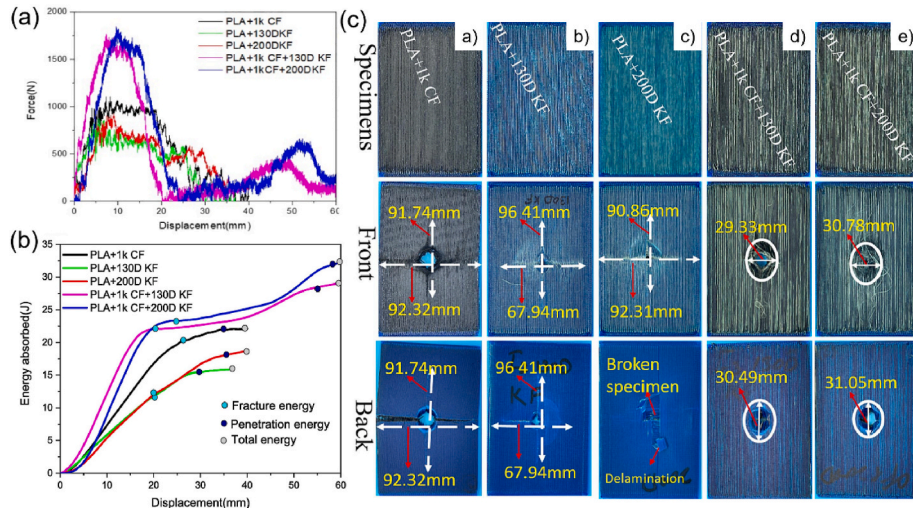 (a)
PLA+1k CF
PLA+130DKF
PLA+200DKF
PLA+1k CF+130D KF
PLA+1kCF+200DKF
Force(N)
2000
1500
1000
500
0
0 10 20 30 40 50 60
Displacement(mm)
(b)
PLA+1k CF
PLA+130D KF
PLA+200D KF
PLA+1k CF+130D KF
PLA+1k CF+200D KF
Energy absorbed(J)
35
30
25
20
15
10
5
0
Fracture energy
Penetration energy
Total energy
0 10 20 30 40 50 60
Displacement(mm)
(c)
a) b) c) d) e)
Specimens
PLA+1k CF
PLA+130D KF
PLA+200D KF
PLA+1k CF+130D KF
PLA+1k CF+200D KF
Front
91.74mm
92.32mm
96 41mm
67.94mm
90.86mm
92.31mm
29.33mm
30.78mm
Back
91.74mm
92.32mm
96 41mm
67.94mm
Broken
specimen
Delamination
30.49mm
31.05mm